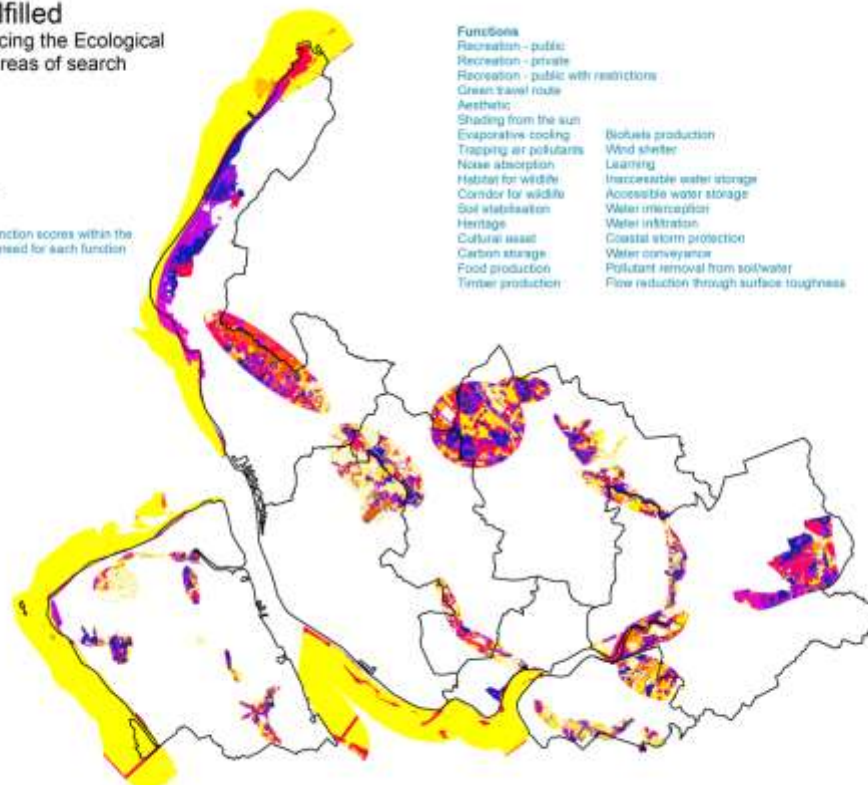 lfilled
cing the Ecological
reas of search
nction scores within the
need for each function
Functions
Recreation - public
Recreation - private
Recreation - public with restrictions
Green travel route
Aesthetic
Shading from the sun
Evaporative cooling
Trapping air pollutants
Noise absorption
Habitat for wildlife
Corridor for wildlife
Soil stabilisation
Heritage
Cultural asset
Carbon storage
Food production
Timber production
Biofuels production
Wind shelter
Learning
Inaccessible water storage
Accessible water storage
Water interception
Water infiltration
Coastal storm protection
Water conveyance
Pollutant removal from soil/water
Flow reduction through surface roughness